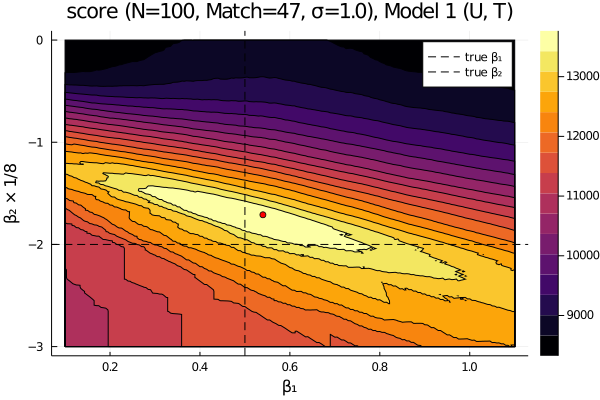 score (N=100, Match=47, σ=1.0), Model 1 (U, T)
true β₁
true β₂
β₂ × 1/8
0
−1
−2
−3
0.2 0.4 0.6 0.8 1.0
β₁
13000
12000
11000
10000
9000